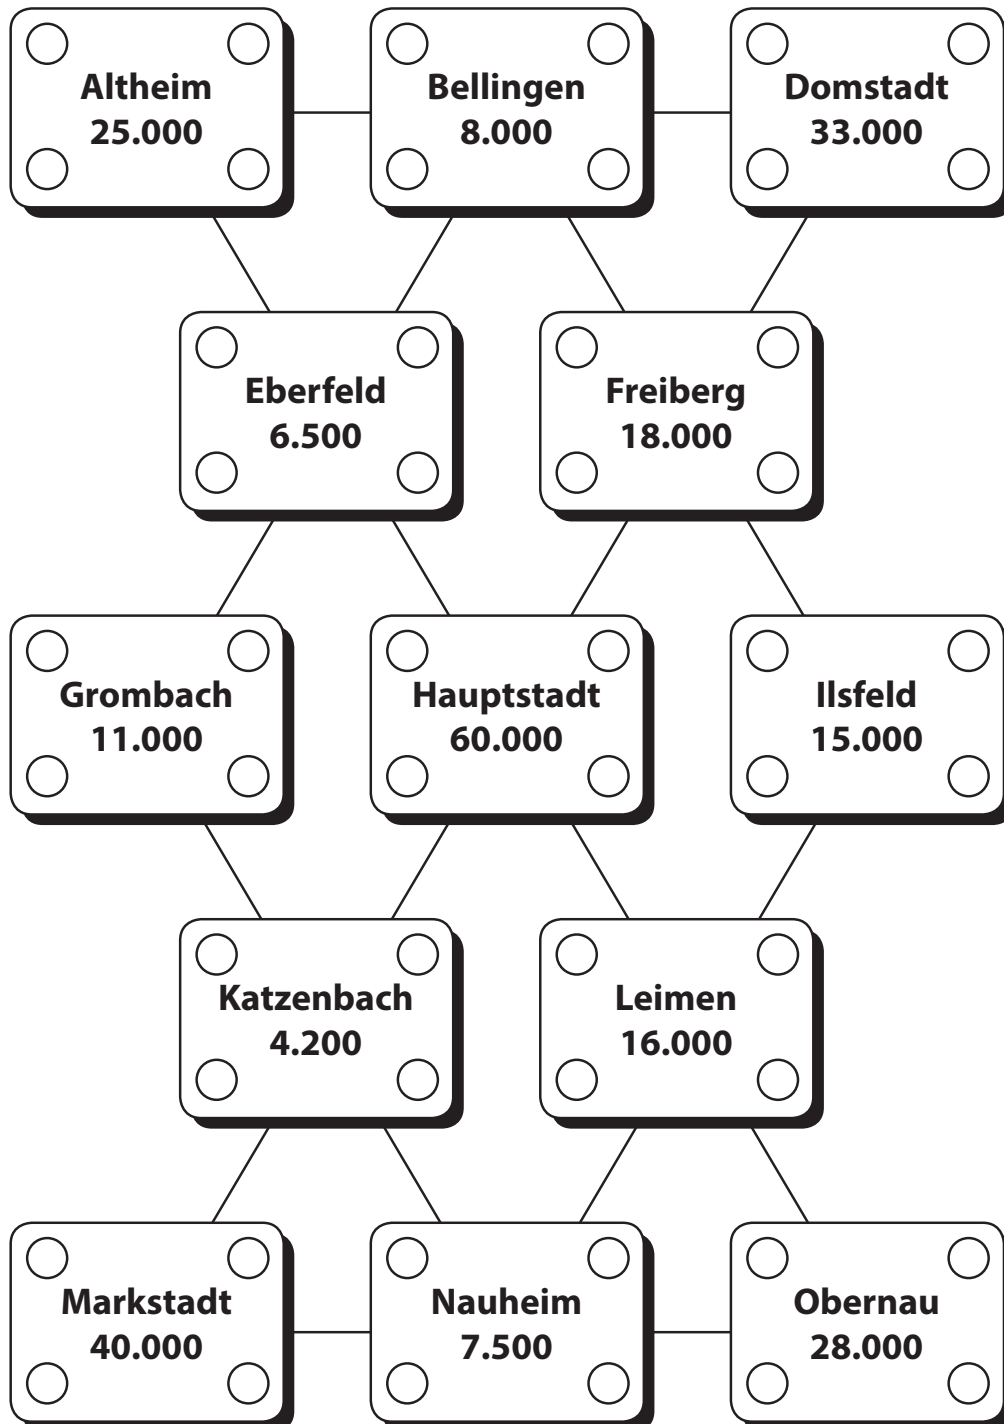 Altheim
25.000
Bellingen
8.000
Domstadt
33.000
Eberfeld
6.500
Freiberg
18.000
Grombach
11.000
Hauptstadt
60.000
Ilsfeld
15.000
Katzenbach
4.200
Leimen
16.000
Markstadt
40.000
Nauheim
7.500
Obernau
28.000